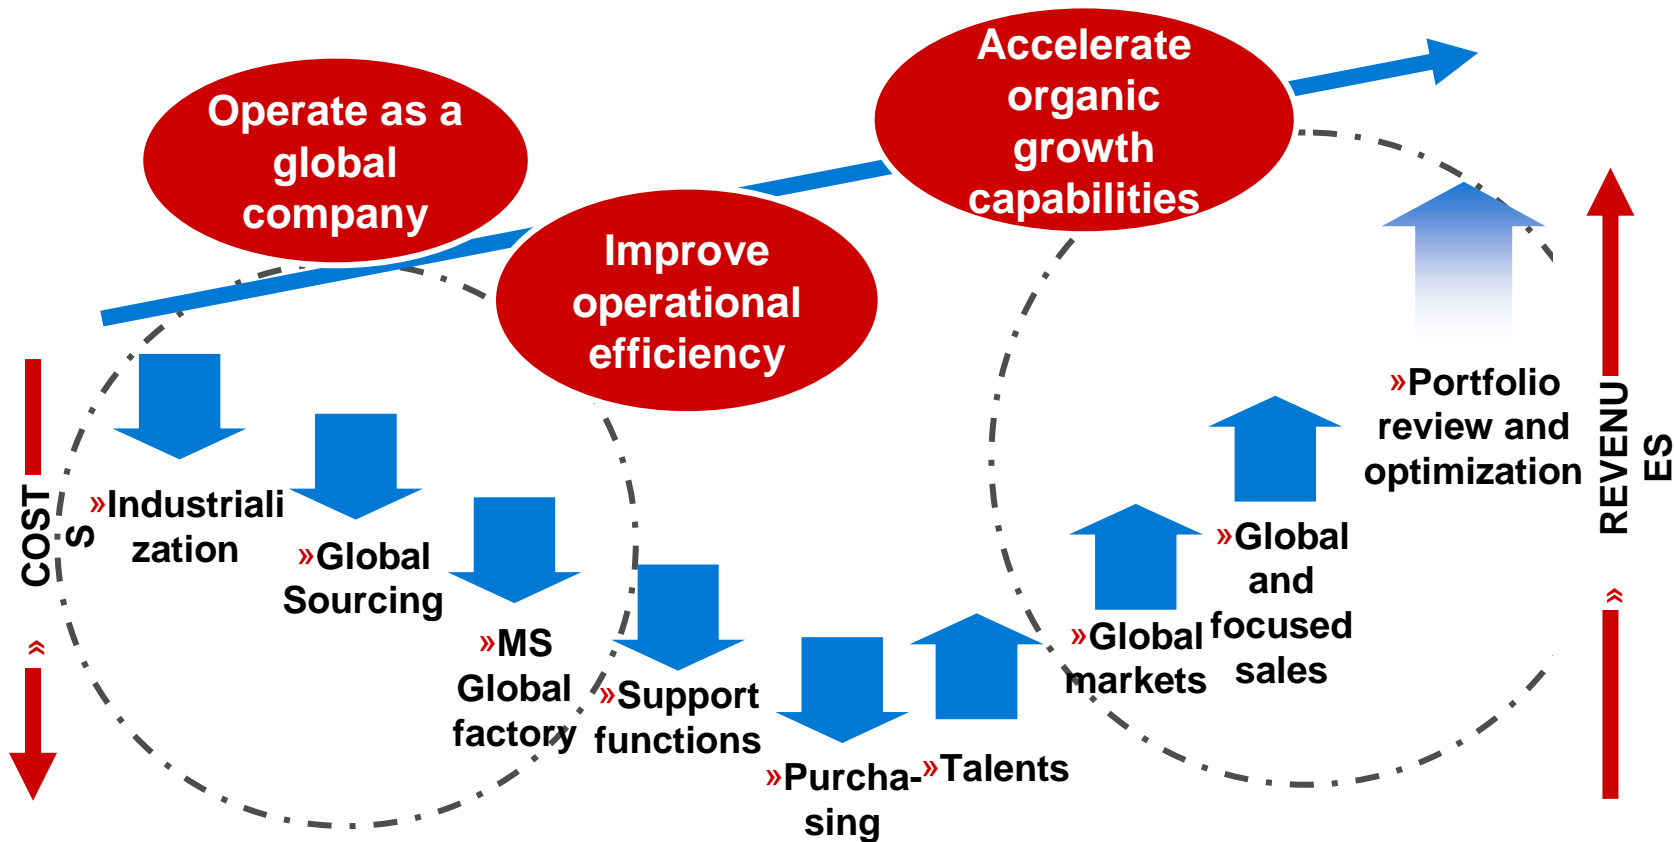 Operate as a
global
company
Improve
operational
efficiency
Accelerate
organic
growth
capabilities
COST
S
»
»Industriali
zation
»Global
Sourcing
»MS
Global
factory
»Support
functions
»Purcha-
sing
»Talents
»Global
markets
»Global
and
focused
sales
»Portfolio
review and
optimization
REVENU
ES
»